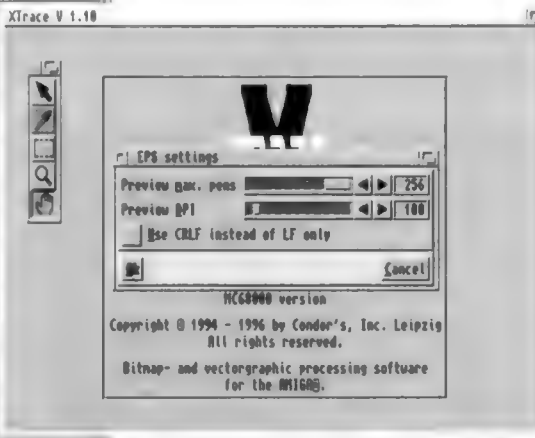 XTrace V 1.10
EPS settings
Preview max. pens 256
Preview DPI 100
Use CRLF instead of LF only
Ok Cancel
MC68000 version
Copyright © 1994 - 1996 by Condor's, Inc. Leipzig
All rights reserved.
Bitmap- and vectorgraphic processing software
for the AMIGA®.